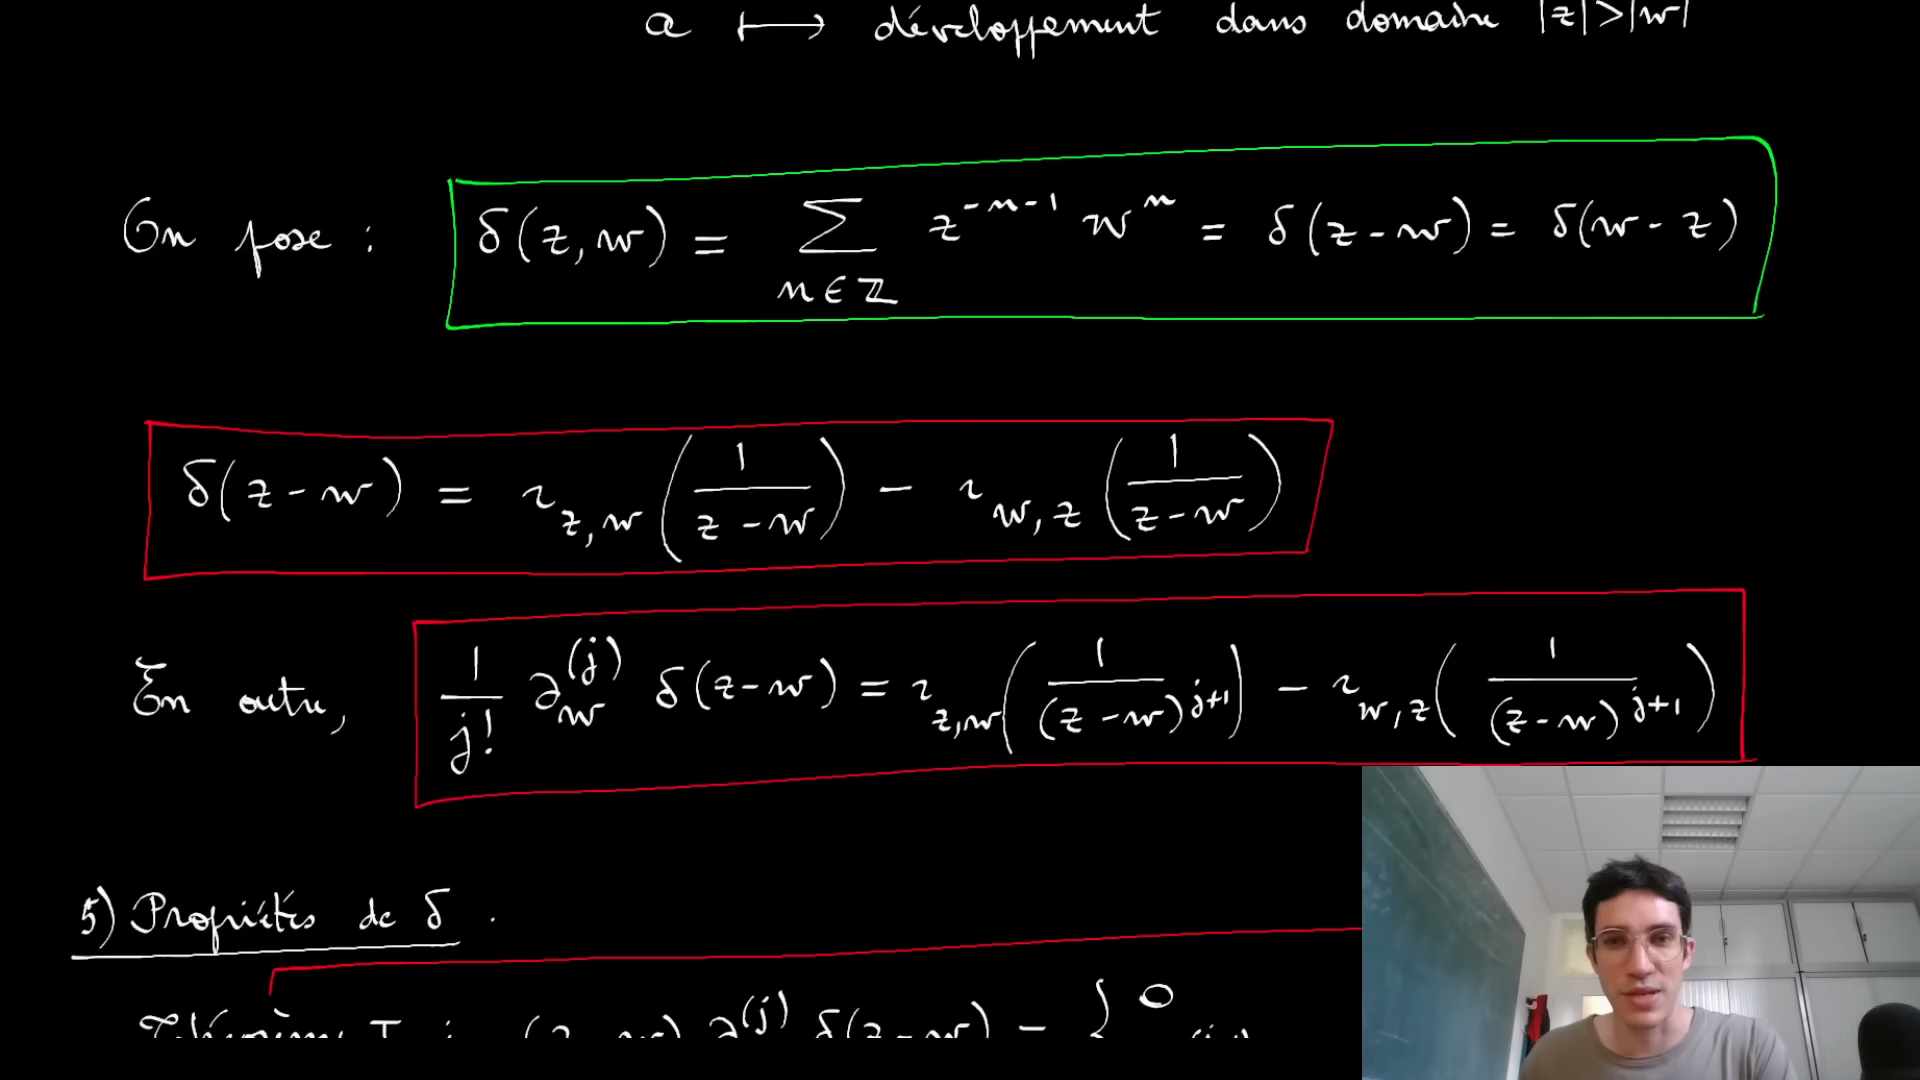 a ⟼ développement dans domaine |z|>|w|
On pose : δ(z,w) = ∑_{n∈ℤ} z^{-n-1} w^n = δ(z-w) = δ(w-z)
δ(z-w) = ι_{z,w}(1/(z-w)) - ι_{w,z}(1/(z-w))
En outre, 1/j! ∂_w^{(j)} δ(z-w) = ι_{z,w}(1/(z-w)^{j+1}) - ι_{w,z}(1/(z-w)^{j+1})
5) Propriétés de δ .